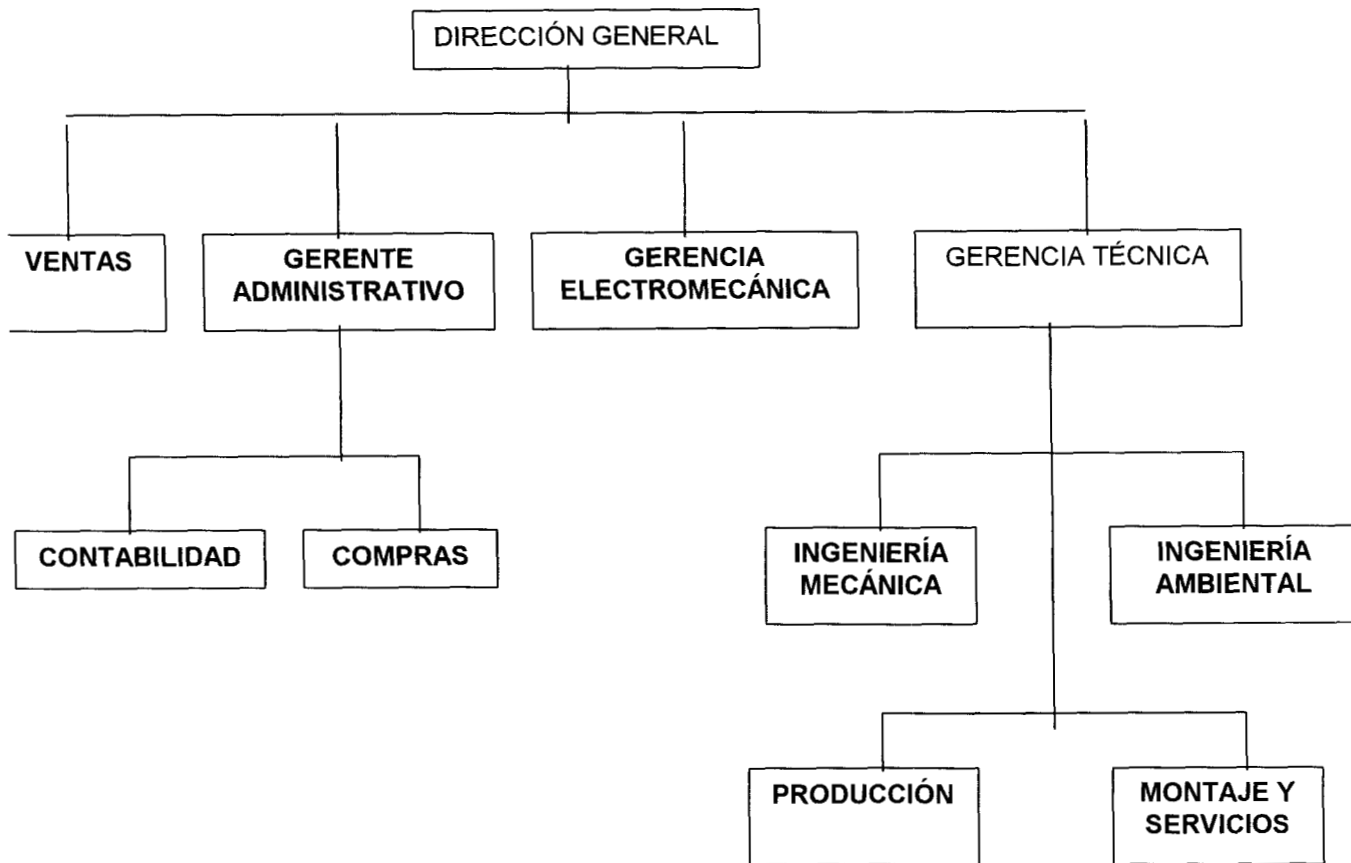 DIRECCIÓN GENERAL
VENTAS
GERENTE
ADMINISTRATIVO
GERENCIA
ELECTROMECÁNICA
GERENCIA TÉCNICA
CONTABILIDAD
COMPRAS
INGENIERÍA
MECÁNICA
INGENIERÍA
AMBIENTAL
PRODUCCIÓN
MONTAJE Y
SERVICIOS